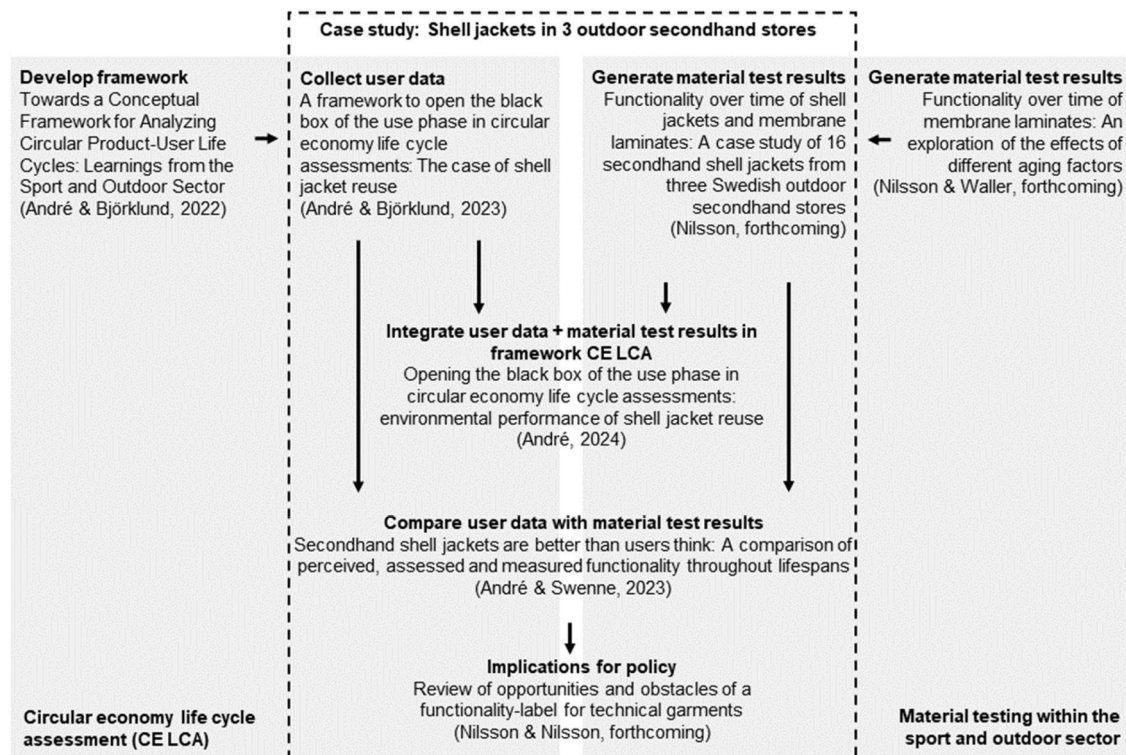 Case study: Shell jackets in 3 outdoor secondhand stores
Develop framework
Towards a Conceptual
Framework for Analyzing
Circular Product-User Life
Cycles: Learnings from the
Sport and Outdoor Sector
(André & Björklund, 2022)
Collect user data
A framework to open the black
box of the use phase in circular
economy life cycle
assessments: The case of shell
jacket reuse
(André & Björklund, 2023)
Generate material test results
Functionality over time of shell
jackets and membrane
laminates: A case study of 16
secondhand shell jackets from
three Swedish outdoor
secondhand stores
(Nilsson, forthcoming)
Generate material test results
Functionality over time of
membrane laminates: An
exploration of the effects of
different aging factors
(Nilsson & Waller, forthcoming)
Integrate user data + material test results in
framework CE LCA
Opening the black box of the use phase in
circular economy life cycle assessments:
environmental performance of shell jacket reuse
(André, 2024)
Compare user data with material test results
Secondhand shell jackets are better than users think: A comparison of
perceived, assessed and measured functionality throughout lifespans
(André & Swenne, 2023)
Implications for policy
Review of opportunities and obstacles of a
functionality-label for technical garments
(Nilsson & Nilsson, forthcoming)
Circular economy life cycle
assessment (CE LCA)
Material testing within the
sport and outdoor sector